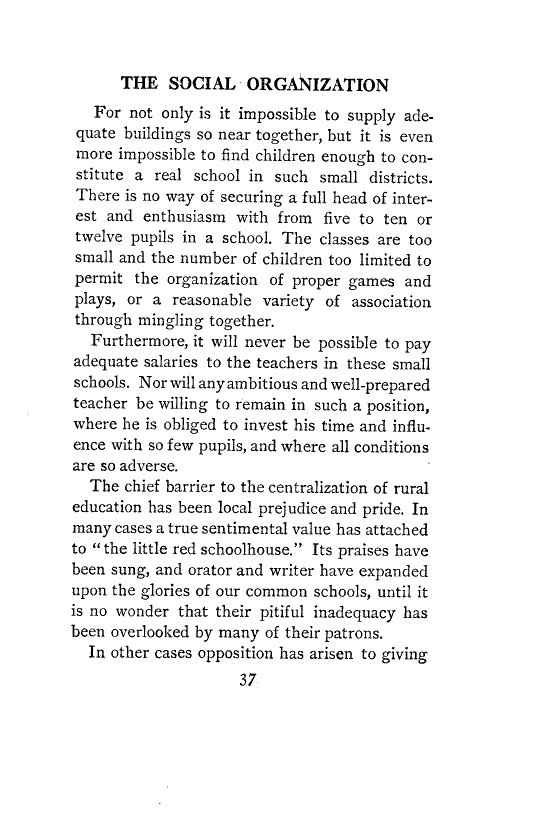 THE SOCIAL ORGANIZATION
For not only is it impossible to supply ade-
quate buildings so near together, but it is even
more impossible to find children enough to con-
stitute a real school in such small districts.
There is no way of securing a full head of inter-
est and enthusiasm with from five to ten or
twelve pupils in a school. The classes are too
small and the number of children too limited to
permit the organization of proper games and
plays, or a reasonable variety of association
through mingling together.
Furthermore, it will never be possible to pay
adequate salaries to the teachers in these small
schools. Nor will any ambitious and well-prepared
teacher be willing to remain in such a position,
where he is obliged to invest his time and influ-
ence with so few pupils, and where all conditions
are so adverse.
The chief barrier to the centralization of rural
education has been local prejudice and pride. In
many cases a true sentimental value has attached
to "the little red schoolhouse." Its praises have
been sung, and orator and writer have expanded
upon the glories of our common schools, until it
is no wonder that their pitiful inadequacy has
been overlooked by many of their patrons.
In other cases opposition has arisen to giving
37